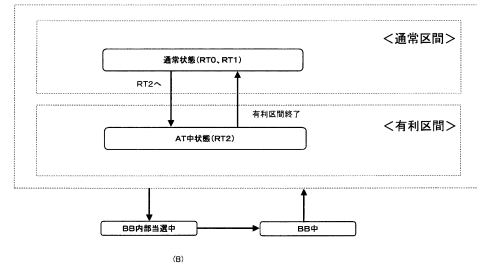 ＜通常区間＞
通常状態(RT0、RT1)
RT2へ
有利区間終了
＜有利区間＞
AT中状態(RT2)
BB内部当選中
BB中
(B)